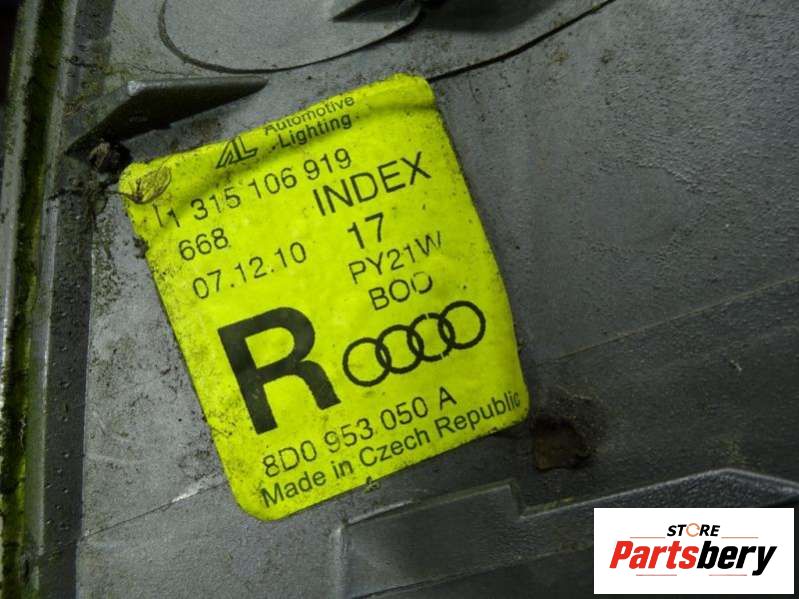 AL Automotive
Lighting
1 315 106 919
668 INDEX
07.12.10 17
PY21W
BOO
R
8D0 953 050 A
Made in Czech Republic
STORE
Partsbery